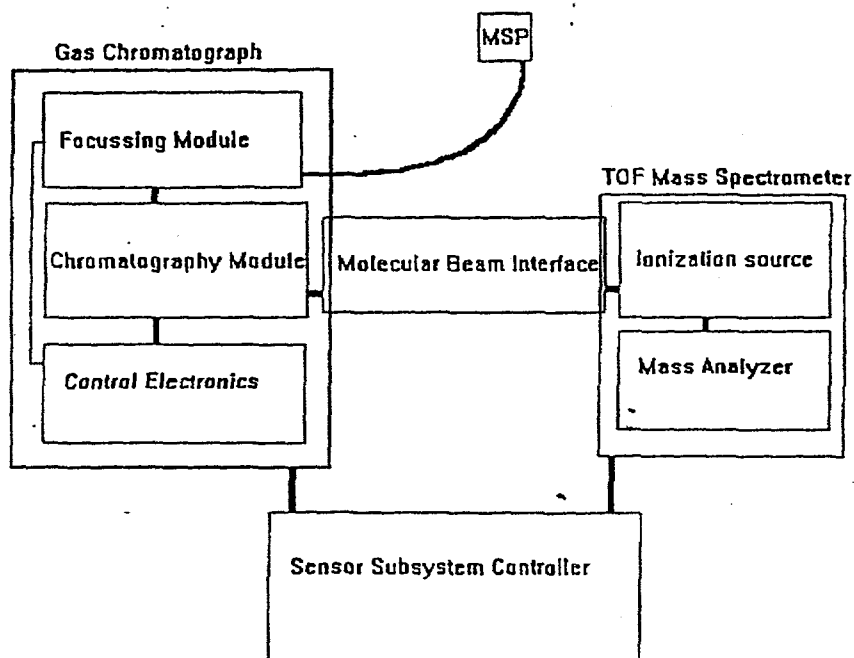 MSP
Gas Chromatograph
Focussing Module
TOF Mass Spectrometer
Chromatography Module
Molecular Beam Interface
Ionization source
Control Electronics
Mass Analyzer
Sensor Subsystem Controller